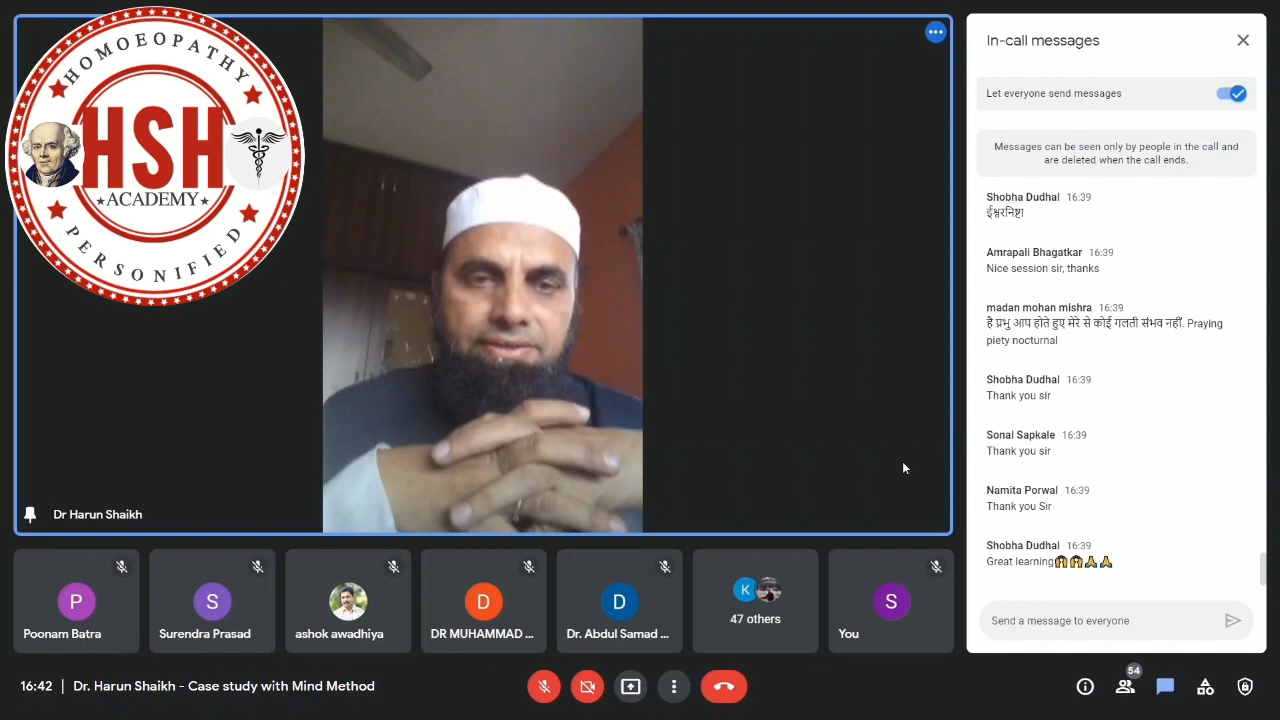 HOMOEOPATHY
HSH
ACADEMY
PERSONIFIED
Dr Harun Shaikh
P
Poonam Batra
S
Surendra Prasad
ashok awadhiya
D
DR MUHAMMAD ...
D
Dr. Abdul Samad ...
K
47 others
S
You
16:42 | Dr. Harun Shaikh - Case study with Mind Method
54
In-call messages
Let everyone send messages
Messages can be seen only by people in the call and
are deleted when the call ends.
Shobha Dudhal 16:39
ईश्वरनिष्टा
Amrapali Bhagatkar 16:39
Nice session sir, thanks
madan mohan mishra 16:39
है प्रभु आप होते हुए मेरे से कोई गलती संभव नहीं. Praying
piety nocturnal
Shobha Dudhal 16:39
Thank you sir
Sonal Sapkale 16:39
Thank you sir
Namita Porwal 16:39
Thank you Sir
Shobha Dudhal 16:39
Great learning🙆🙆🙏🙏
Send a message to everyone